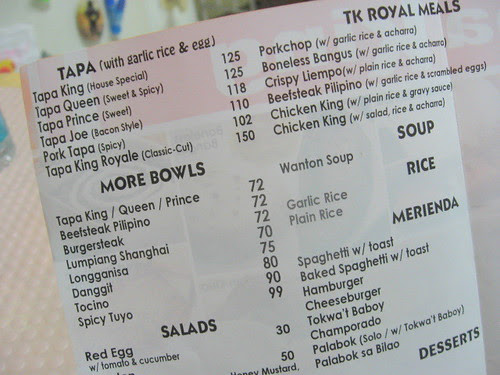 TAPA (with garlic rice & egg)
Tapa King (House Special) 125
Tapa Queen (Sweet & Spicy) 125
Tapa Prince (Sweet) 118
Tapa Joe (Bacon Style) 110
Pork Tapa (Spicy) 102
Tapa King Royale (Classic-Cut) 150
MORE BOWLS
Tapa King / Queen / Prince 72
Beefsteak Pilipino 72
Burgersteak 72
Lumpiang Shanghai 70
Longganisa 75
Danggit 80
Tocino 90
Spicy Tuyo 99
SALADS
Red Egg 30
w/ tomato & cucumber
50
Honey Mustard,
TK ROYAL MEALS
Porkchop (w/ garlic rice & acharra)
Boneless Bangus (w/ garlic rice & acharra)
Crispy Liempo(w/ plain rice & acharra)
Beefsteak Pilipino (w/ garlic rice & scrambled eggs)
Chicken King (w/ plain rice & gravy sauce)
Chicken King (w/ salad, rice & acharra)
SOUP
Wanton Soup
RICE
Garlic Rice
Plain Rice
MERIENDA
Spaghetti w/ toast
Baked Spaghetti w/ toast
Hamburger
Cheeseburger
Tokwa't Baboy
Champorado
Palabok (Solo / w/ Tokwa't Baboy)
Palabok sa Bilao
DESSERTS